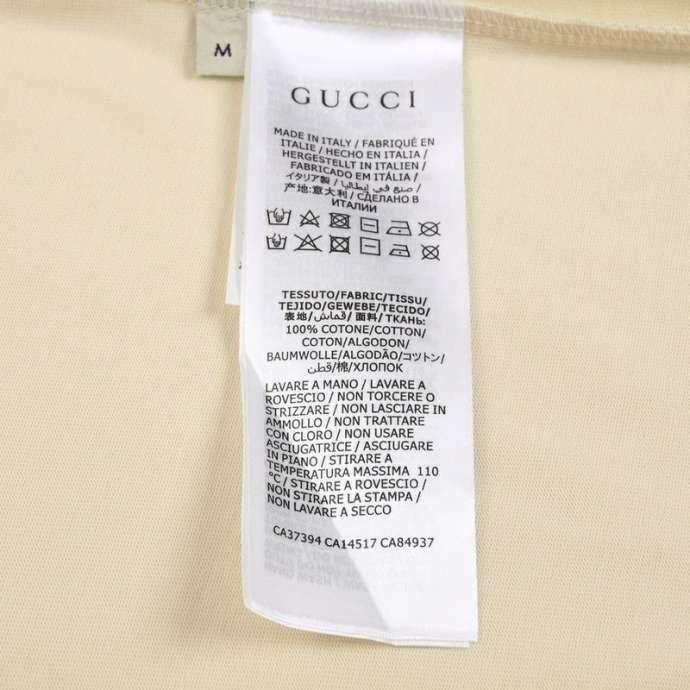 M
GUCCI
MADE IN ITALY / FABRIQUÉ EN
ITALIE / HECHO EN ITALIA /
HERGESTELLT IN ITALIEN /
FABRICADO EM ITÁLIA /
イタリア製 / صنع في إيطاليا /
产地:意大利 / СДЕЛАНО В
ИТАЛИИ
TESSUTO/FABRIC/TISSU/
TEJIDO/GEWEBE/TECIDO/
表地/قماش/面料/ТКАНЬ:
100% COTONE/COTTON/
COTON/ALGODON/
BAUMWOLLE/ALGODÃO/コットン/
قطن/棉/ХЛОПОК
LAVARE A MANO / LAVARE A
ROVESCIO / NON TORCERE O
STRIZZARE / NON LASCIARE IN
AMMOLLO / NON TRATTARE
CON CLORO / NON USARE
ASCIUGATRICE / ASCIUGARE
IN PIANO / STIRARE A
TEMPERATURA MASSIMA 110
°C / STIRARE A ROVESCIO /
NON STIRARE LA STAMPA /
NON LAVARE A SECCO
CA37394 CA14517 CA84937